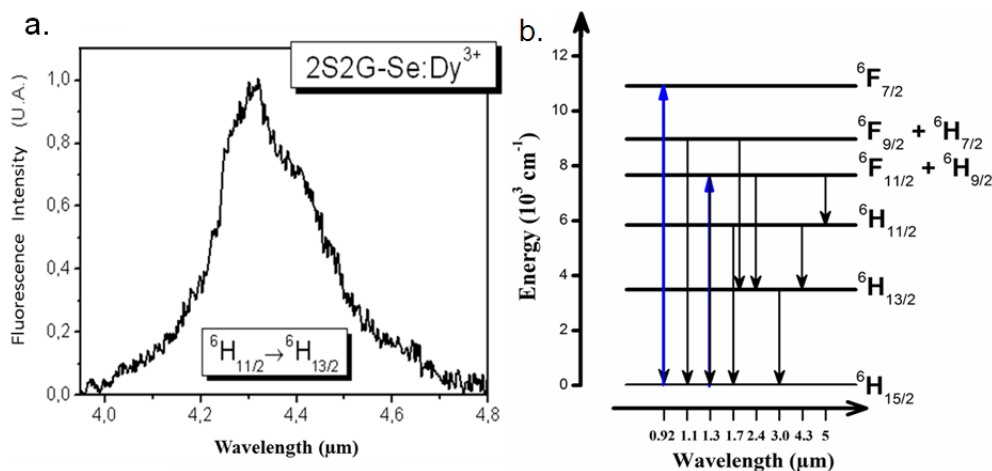 a.
2S2G-Se:Dy³⁺
Fluorescence Intensity (U.A.)
1,0
0,8
0,6
0,4
0,2
0,0
⁶H₁₁/₂→⁶H₁₃/₂
4,0 4,2 4,4 4,6 4,8
Wavelength (µm)
b.
Energy (10³ cm⁻¹)
12
10
8
6
4
2
0
⁶F₇/₂
⁶F₉/₂ + ⁶H₇/₂
⁶F₁₁/₂ + ⁶H₉/₂
⁶H₁₁/₂
⁶H₁₃/₂
⁶H₁₅/₂
0.92 1.1 1.3 1.7 2.4 3.0 4.3 5
Wavelength (µm)